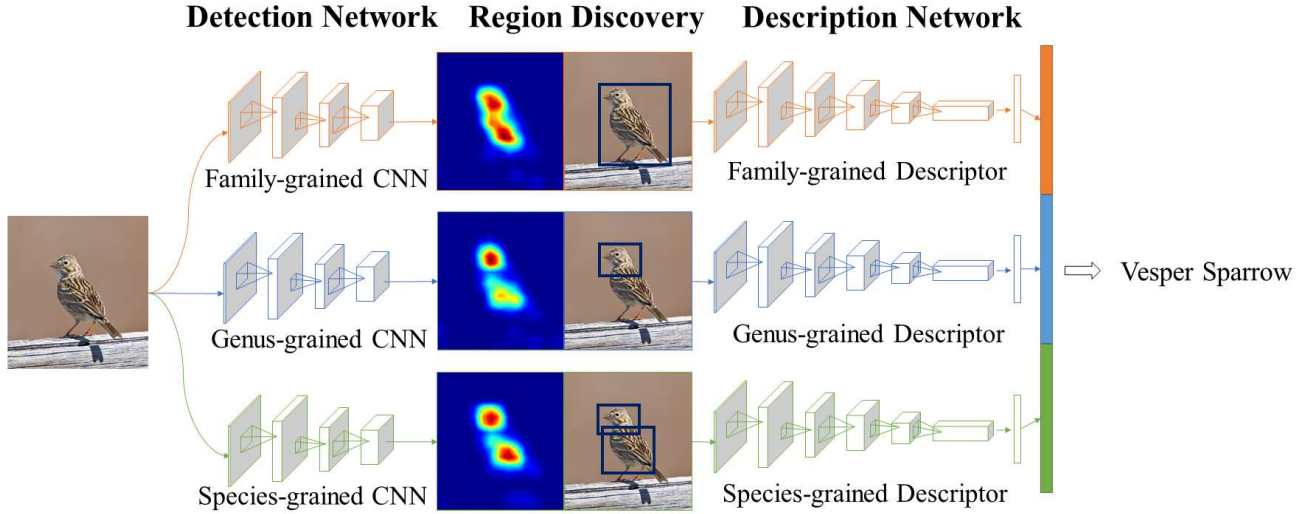 Detection Network Region Discovery Description Network
Family-grained CNN Family-grained Descriptor
Genus-grained CNN Genus-grained Descriptor
Vesper Sparrow
Species-grained CNN Species-grained Descriptor